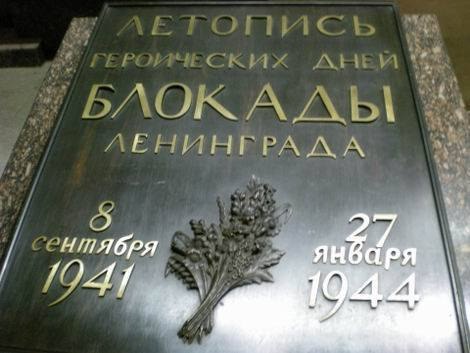 ЛЕТОПИСЬ
ГЕРОИЧЕСКИХ ДНЕЙ
БЛОКАДЫ
ЛЕНИНГРАДА
8
сентября
1941
27
января
1944